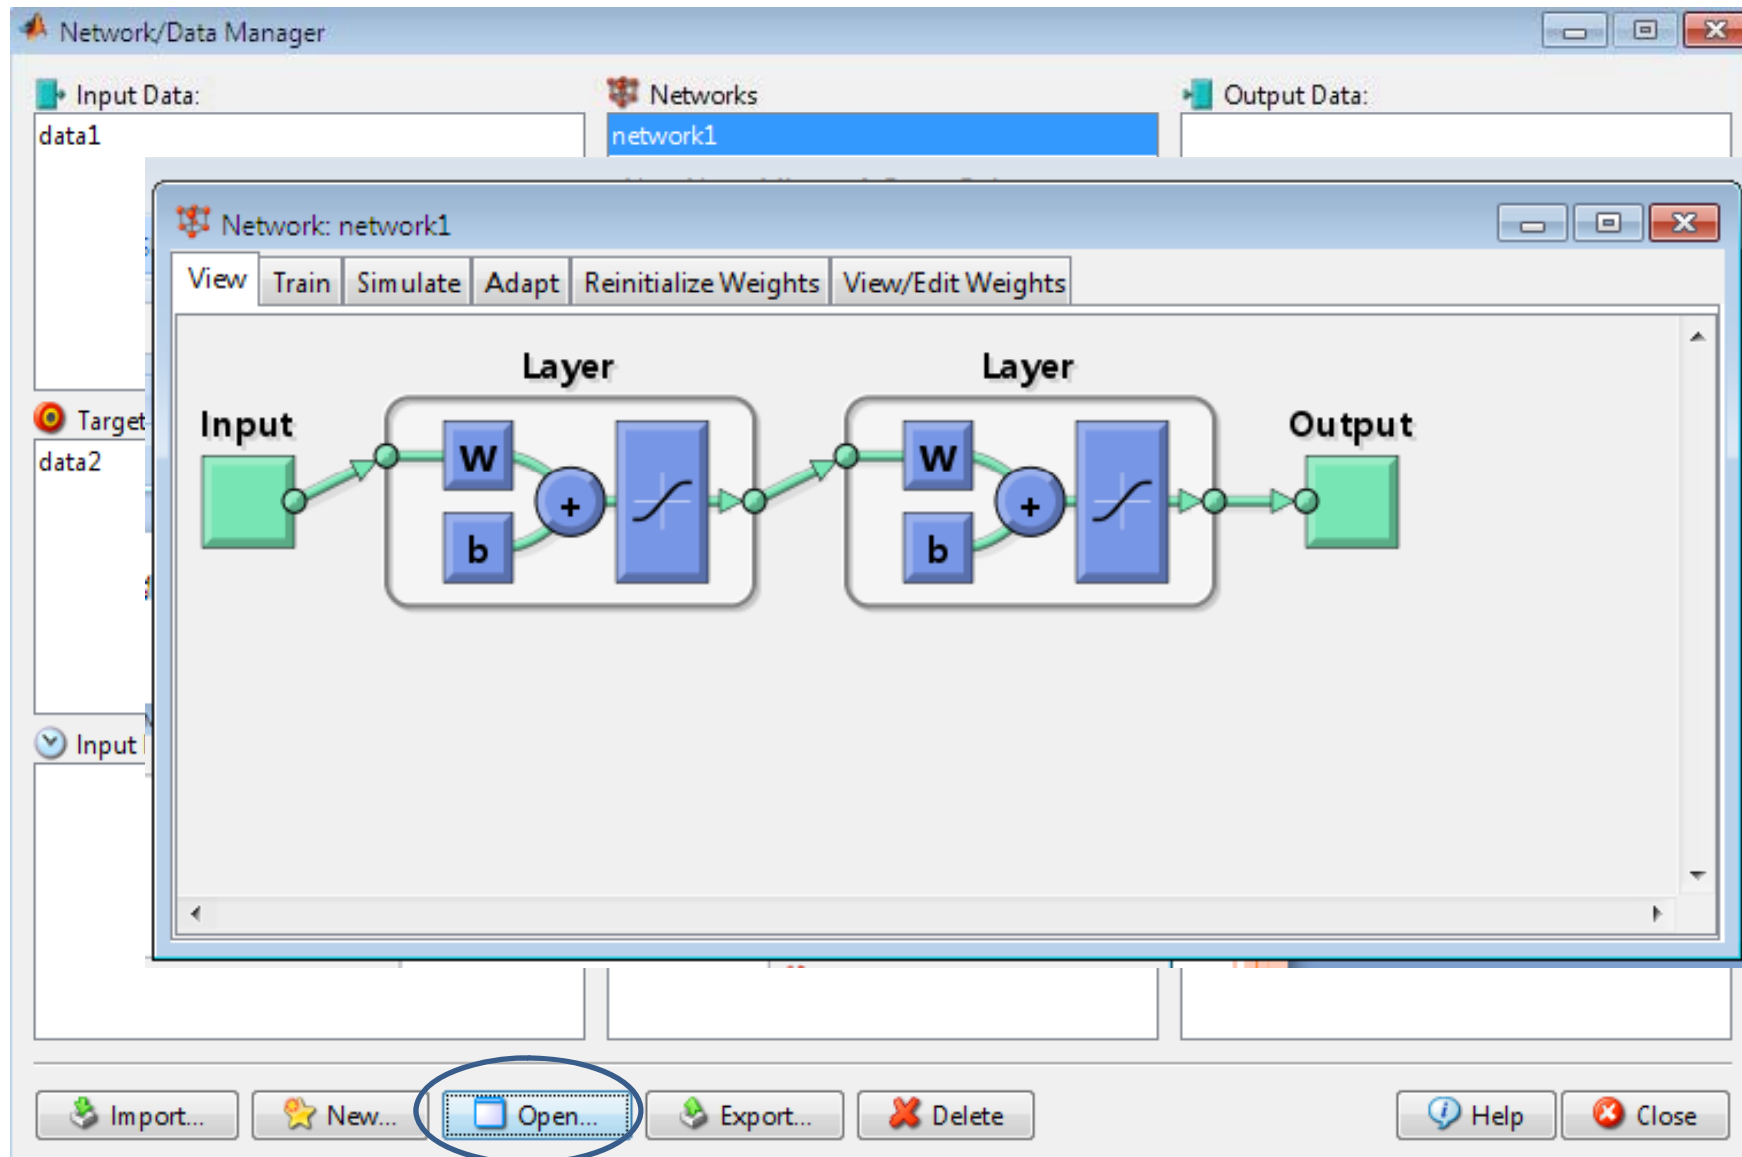 Network/Data Manager
Input Data:
Networks
Output Data:
data1
network1
Network: network1
View Train Simulate Adapt Reinitialize Weights View/Edit Weights
Layer
Layer
Input
Output
W
+
b
W
+
b
Target
data2
Input
Import...
New...
Open...
Export...
Delete
Help
Close